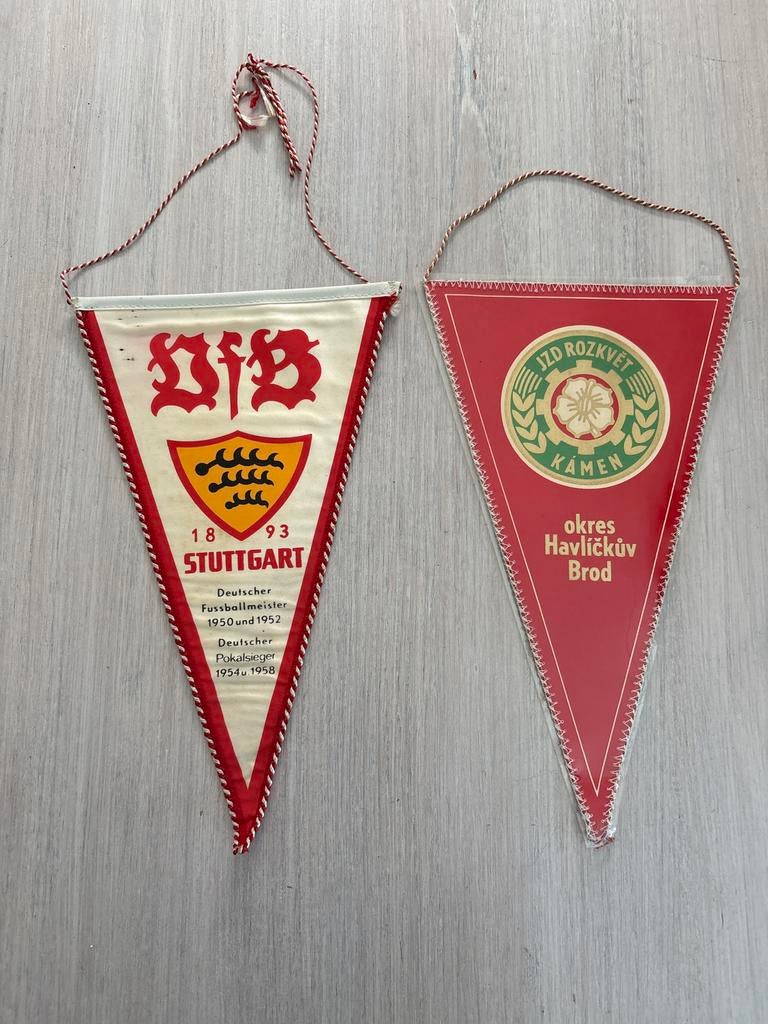 VfB
18 93
STUTTGART
Deutscher
Fussballmeister
1950 und 1952
Deutscher
Pokalsieger
1954 u. 1958
JZD ROZKVĚT
KÁMEN
okres
Havlíčkův
Brod